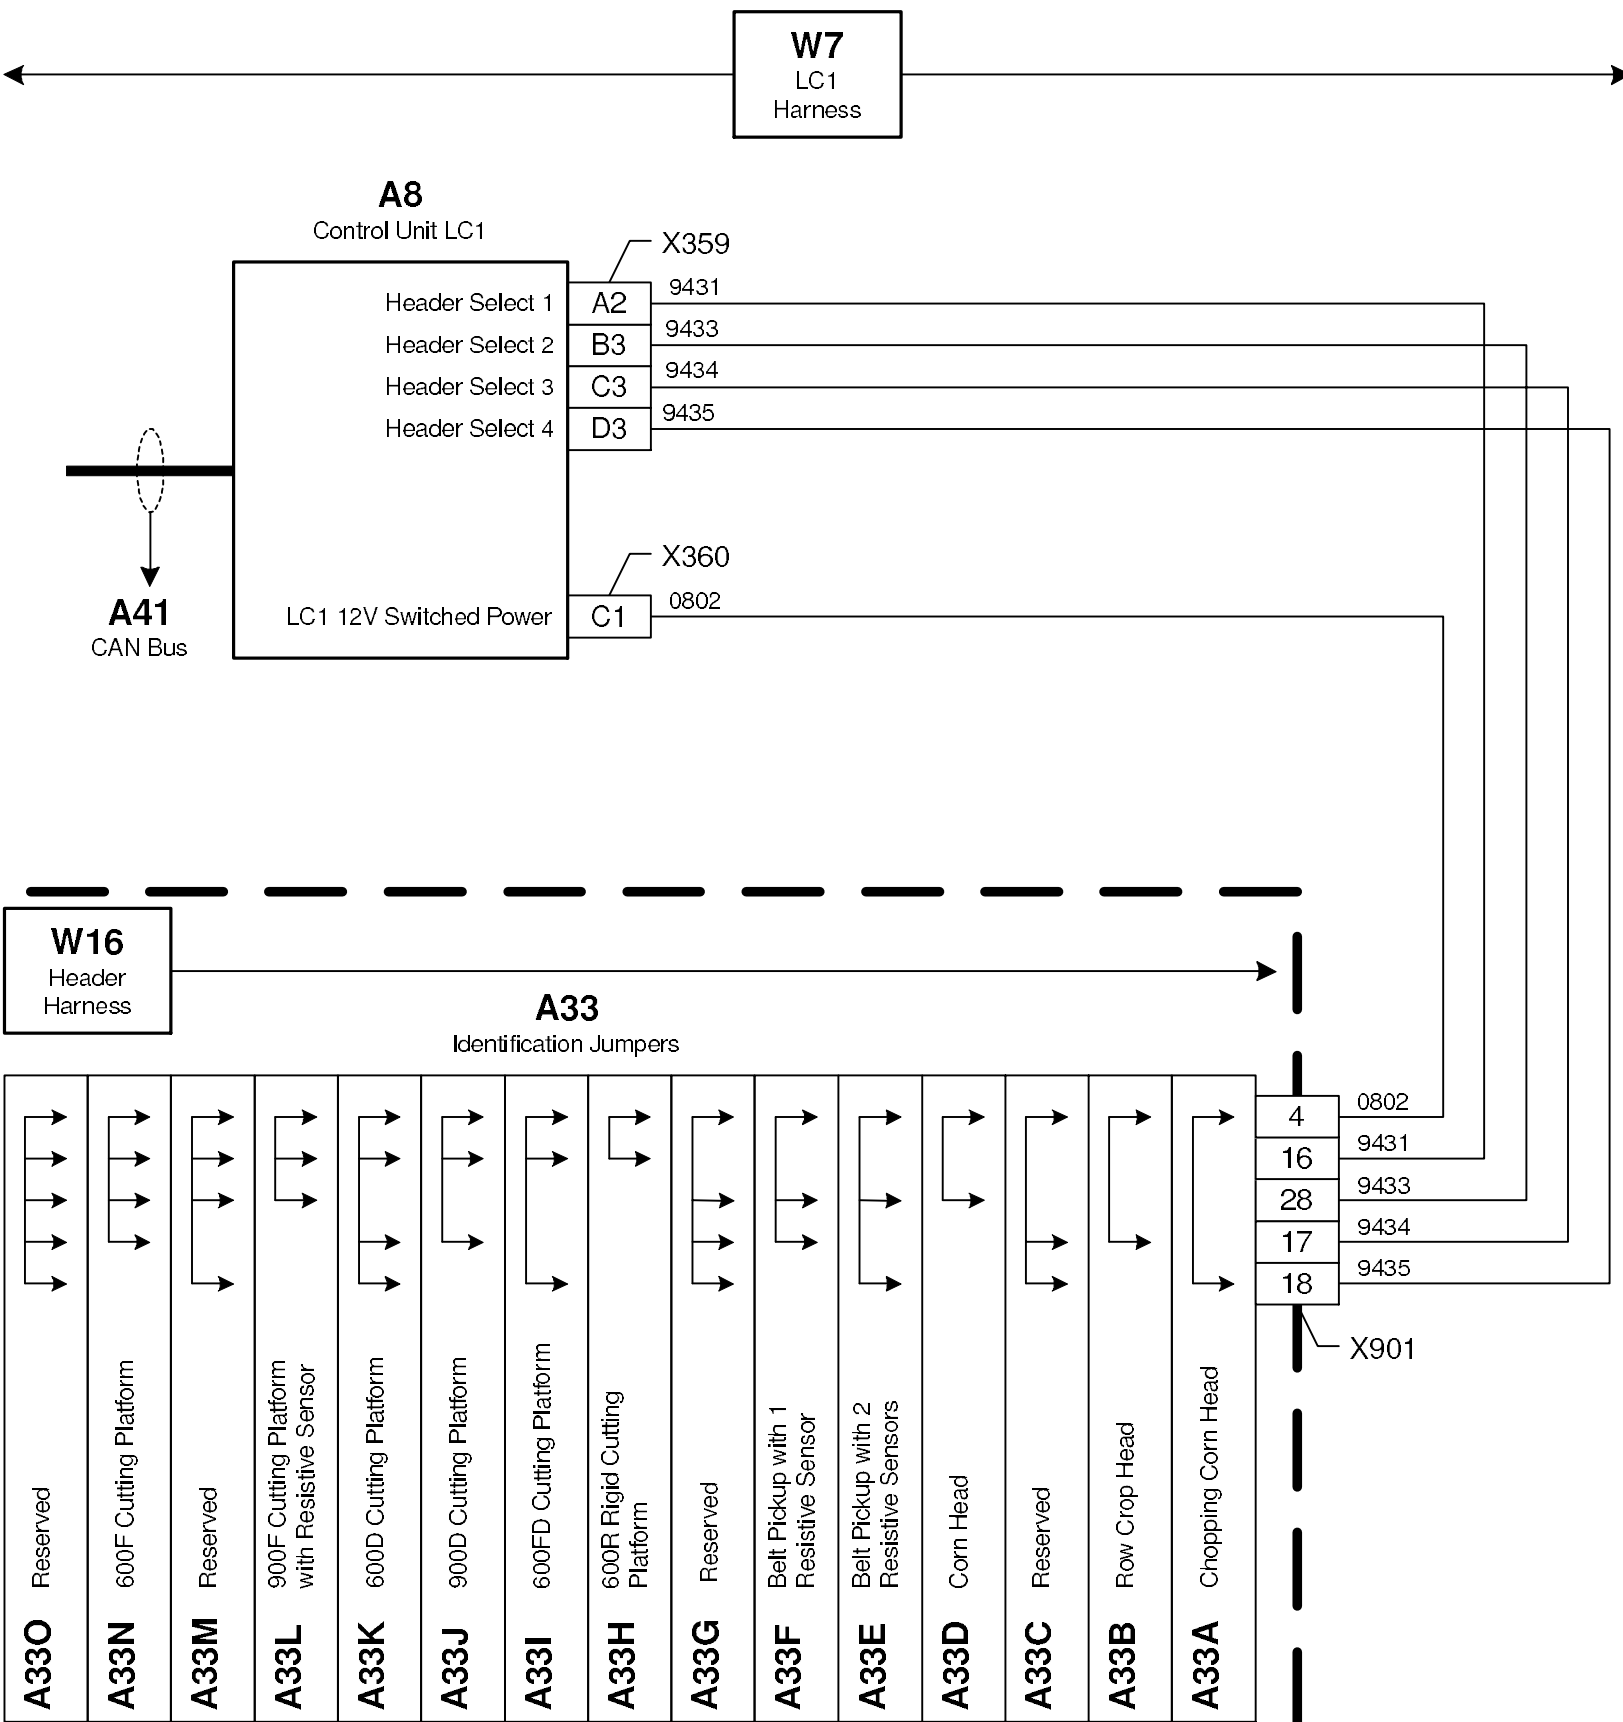 W7
LC1
Harness
A8
Control Unit LC1
X359
Header Select 1 A2 9431
Header Select 2 B3 9433
Header Select 3 C3 9434
Header Select 4 D3 9435
X360
LC1 12V Switched Power C1 0802
A41
CAN Bus
W16
Header
Harness
A33
Identification Jumpers
4 0802
16 9431
28 9433
17 9434
18 9435
X901
A33O Reserved
A33N 600F Cutting Platform
A33M Reserved
A33L 900F Cutting Platform
with Resistive Sensor
A33K 600D Cutting Platform
A33J 900D Cutting Platform
A33I 600FD Cutting Platform
A33H 600R Rigid Cutting
Platform
A33G Reserved
A33F Belt Pickup with 1
Resistive Sensor
A33E Belt Pickup with 2
Resistive Sensors
A33D Corn Head
A33C Reserved
A33B Row Crop Head
A33A Chopping Corn Head